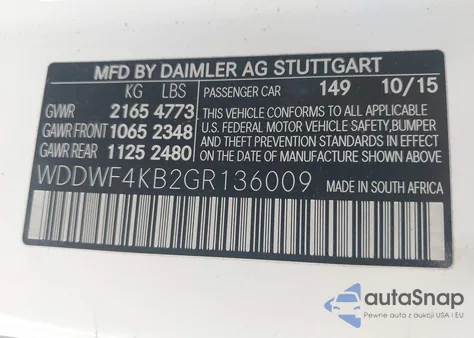 MFD BY DAIMLER AG STUTTGART
KG LBS
GVWR 2165 4773
GAWR FRONT 1065 2348
GAWR REAR 1125 2480
PASSENGER CAR 149 10/15
THIS VEHICLE CONFORMS TO ALL APPLICABLE
U.S. FEDERAL MOTOR VEHICLE SAFETY, BUMPER
AND THEFT PREVENTION STANDARDS IN EFFECT
ON THE DATE OF MANUFACTURE SHOWN ABOVE.
WDDWF4KB2GR136009 MADE IN SOUTH AFRICA
autoSnap
Pewne auto z USA i EU